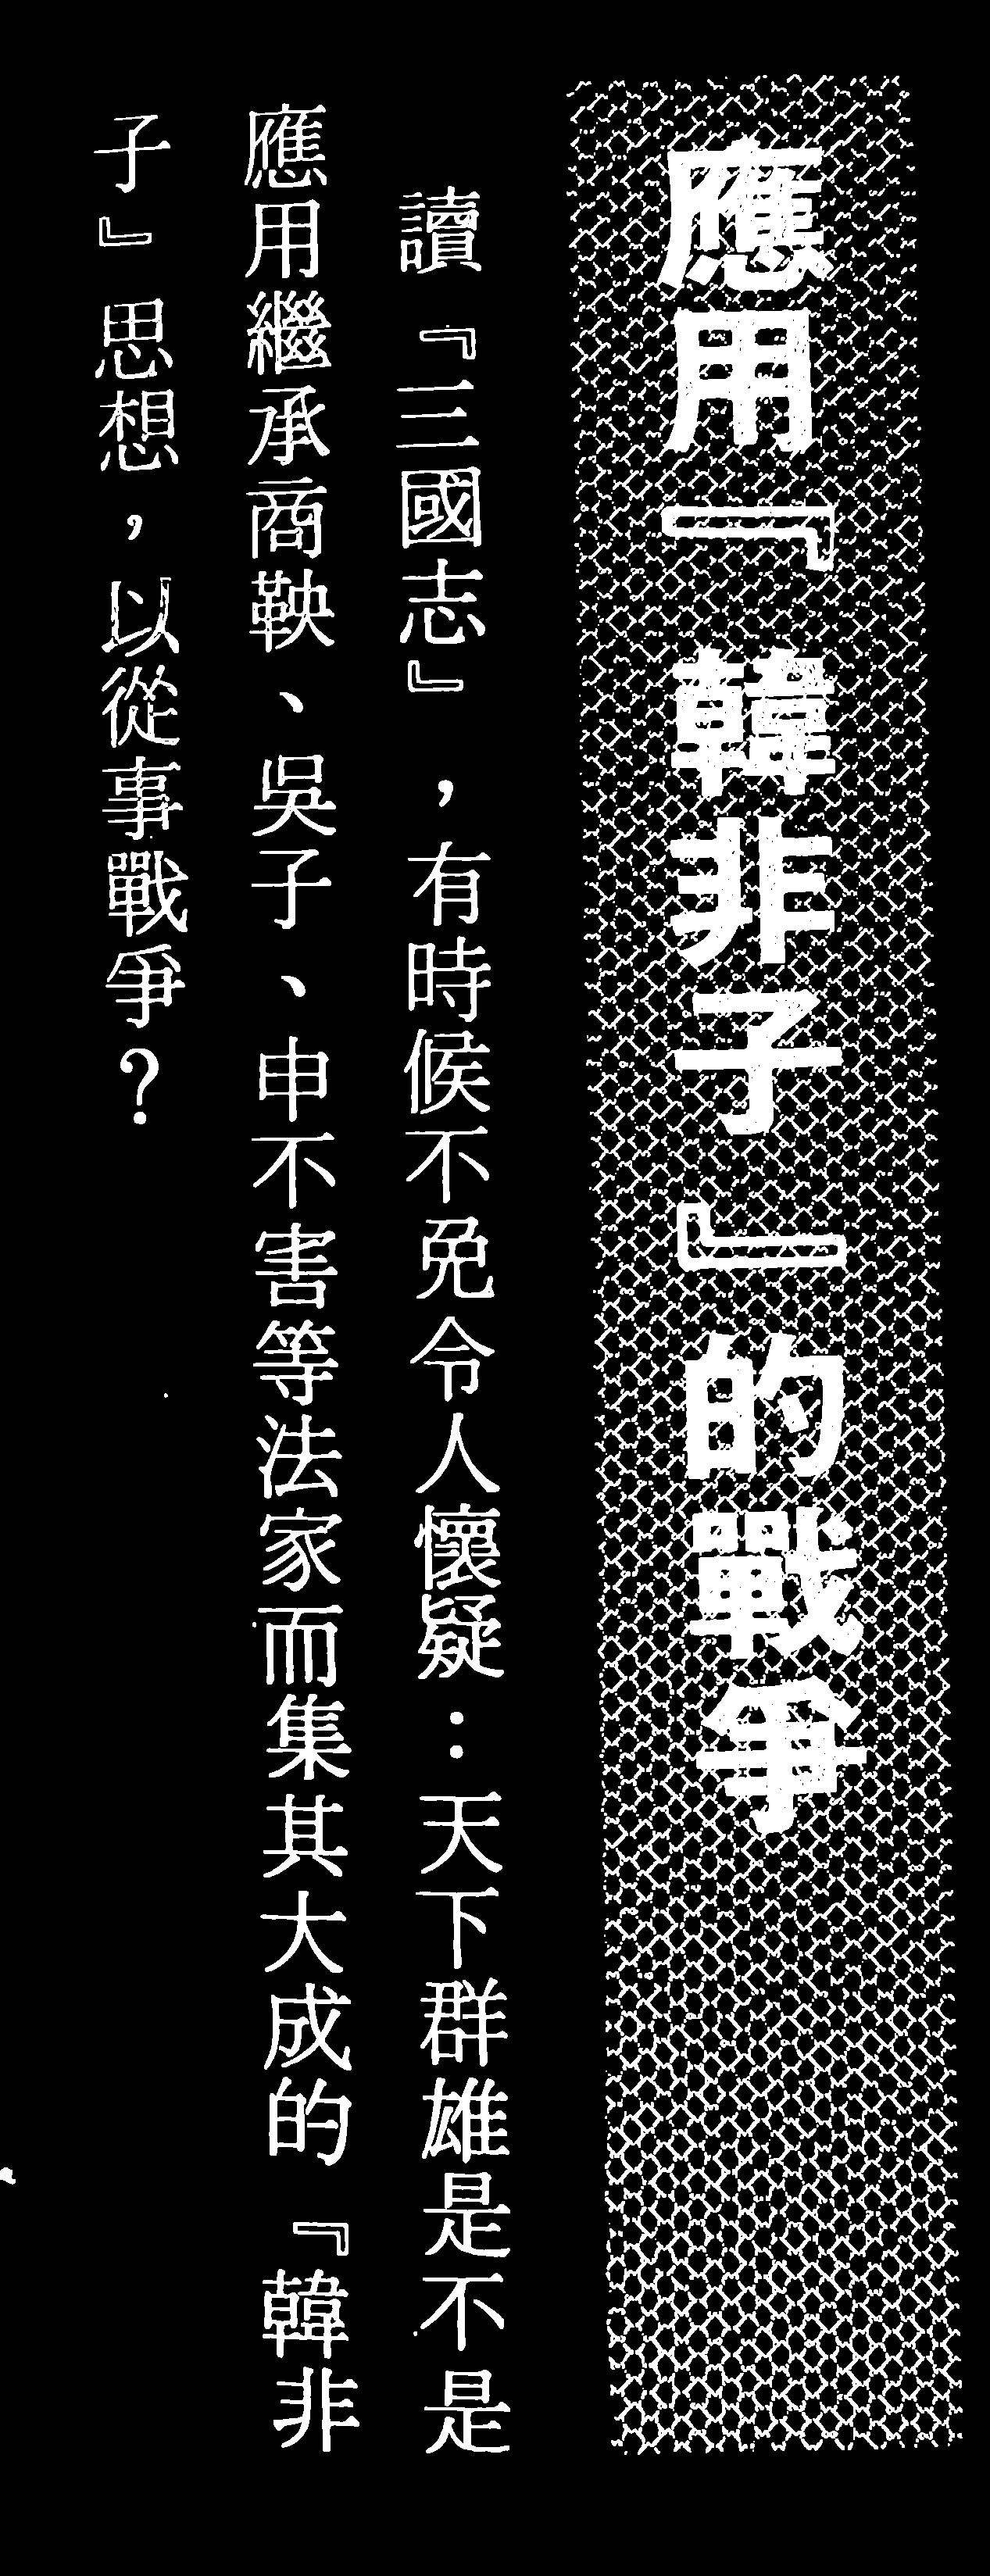 應用『韓非子』的戰爭
讀『三國志』，有時候不免令人懷疑：天下群雄是不是
應用繼承商鞅、吳子、申不害等法家而集其大成的『韓非
子』思想，以從事戰爭？